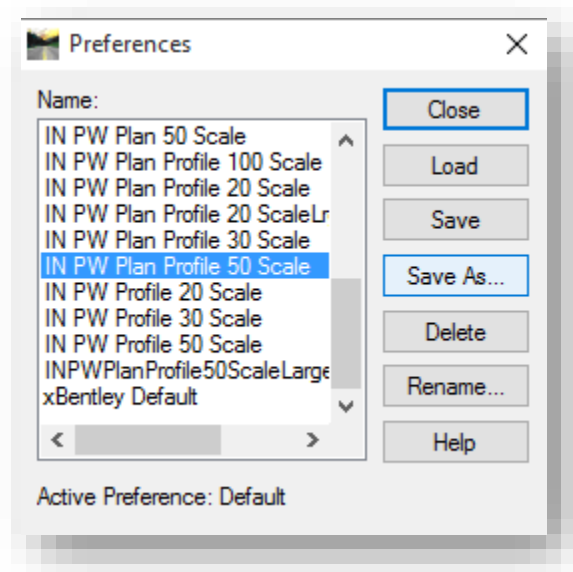 Preferences
Name:
IN PW Plan 50 Scale
IN PW Plan Profile 100 Scale
IN PW Plan Profile 20 Scale
IN PW Plan Profile 20 ScaleLr
IN PW Plan Profile 30 Scale
IN PW Plan Profile 50 Scale
IN PW Profile 20 Scale
IN PW Profile 30 Scale
IN PW Profile 50 Scale
INPWPlanProfile50ScaleLarge
xBentley Default
Close
Load
Save
Save As...
Delete
Rename...
Help
Active Preference: Default